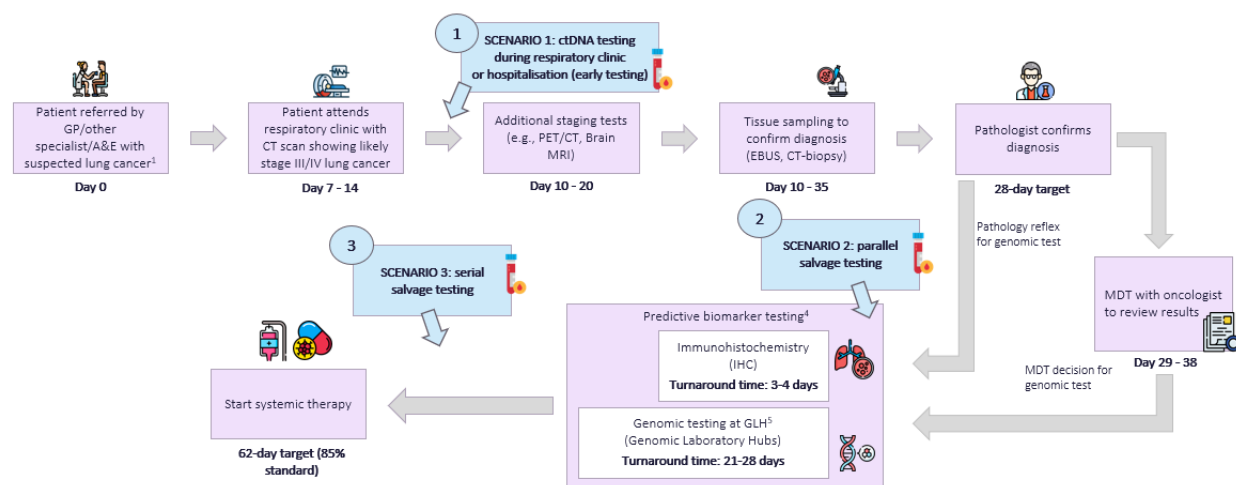 1
SCENARIO 1: ctDNA testing
during respiratory clinic
or hospitalisation (early testing)
Patient referred by
GP/other
specialist/A&E with
suspected lung cancer1
Day 0
Patient attends
respiratory clinic with
CT scan showing likely
stage III/IV lung cancer
Day 7 - 14
Additional staging tests
(e.g., PET/CT, Brain
MRI)
Day 10 - 20
Tissue sampling to
confirm diagnosis
(EBUS, CT-biopsy)
Day 10 - 35
Pathologist confirms
diagnosis
28-day target
Pathology reflex
for genomic test
2
SCENARIO 2: parallel
salvage testing
3
SCENARIO 3: serial
salvage testing
MDT with oncologist
to review results
Day 29 - 38
MDT decision for
genomic test
Predictive biomarker testing4
Immunohistochemistry
(IHC)
Turnaround time: 3-4 days
Genomic testing at GLH5
(Genomic Laboratory Hubs)
Turnaround time: 21-28 days
Start systemic therapy
62-day target (85%
standard)